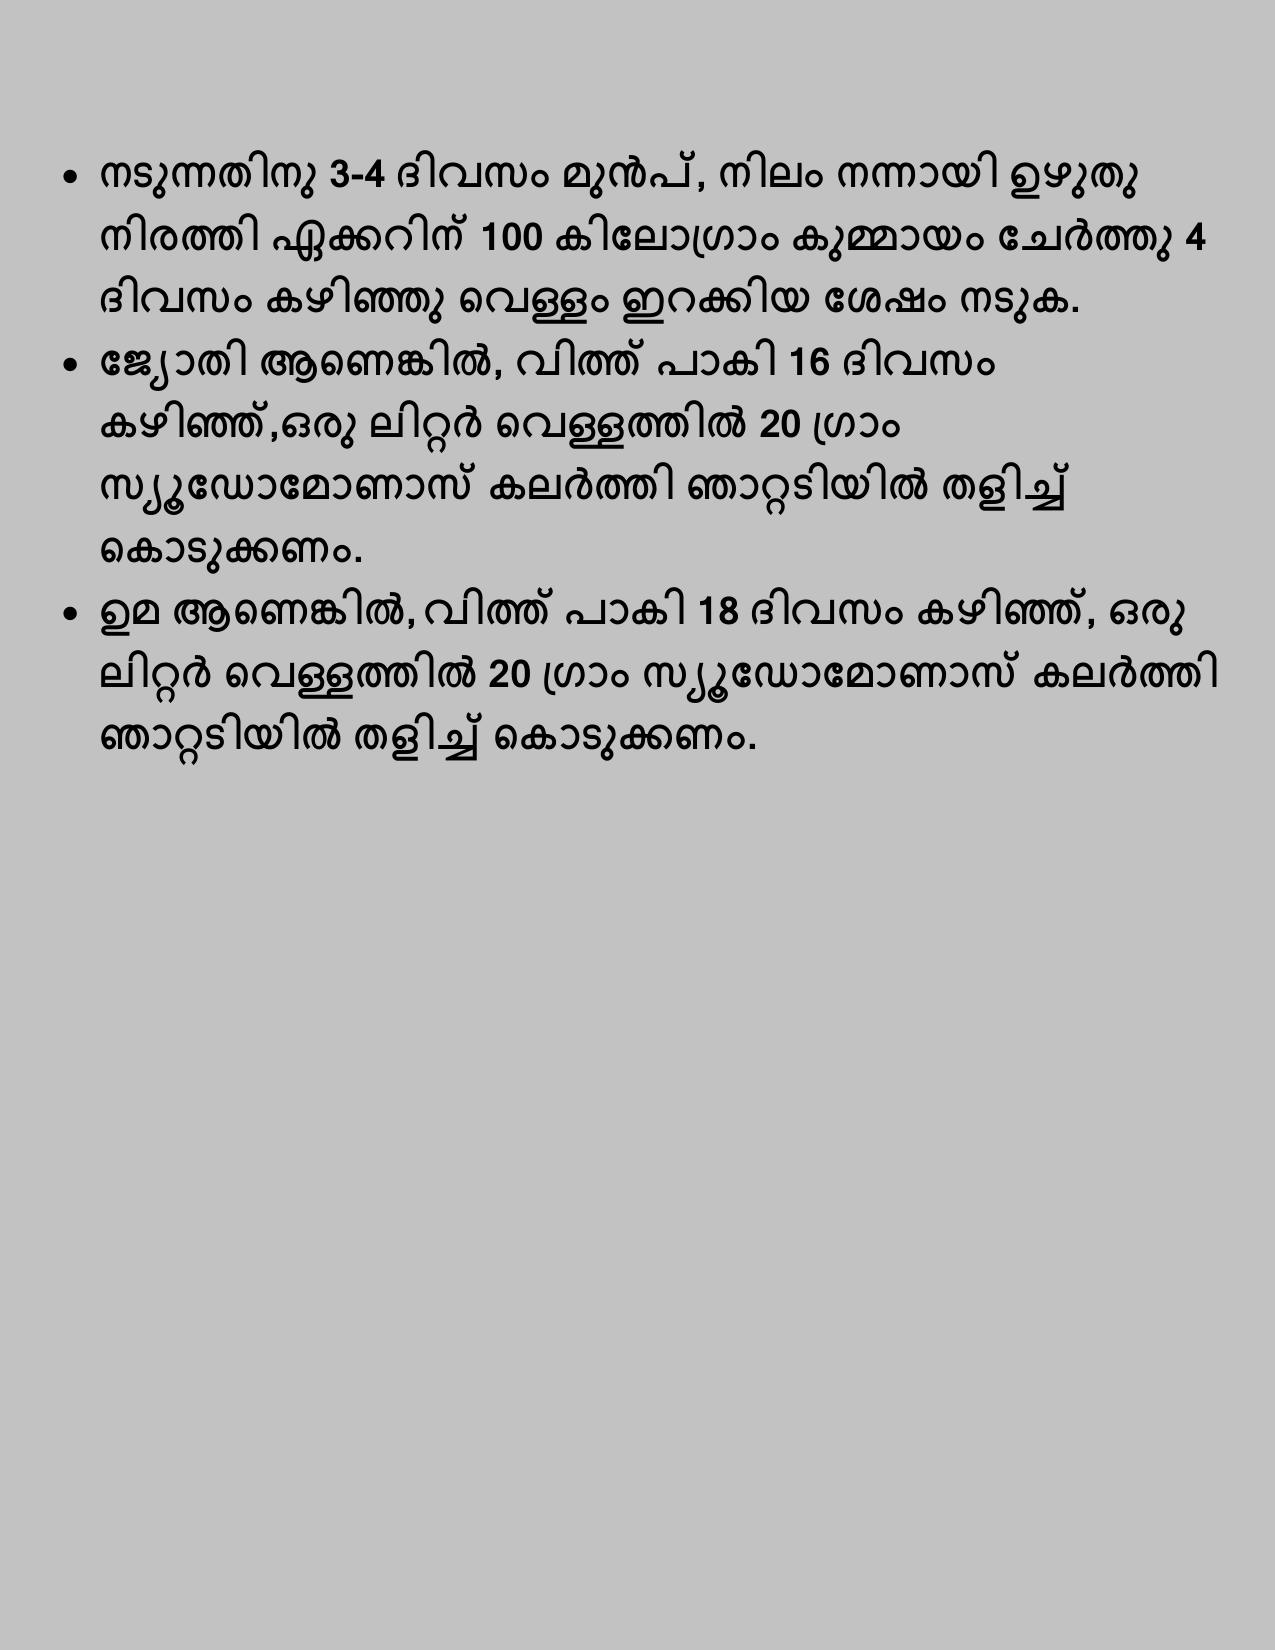 • നടുന്നതിനു 3-4 ദിവസം മുൻപ്, നിലം നന്നായി ഉഴുതു
നിരത്തി ഏക്കറിന് 100 കിലോഗ്രാം കുമ്മായം ചേർത്തു 4
ദിവസം കഴിഞ്ഞു വെള്ളം ഇറക്കിയ ശേഷം നടുക.
• ജ്യോതി ആണെങ്കിൽ, വിത്ത് പാകി 16 ദിവസം
കഴിഞ്ഞ്,ഒരു ലിറ്റർ വെള്ളത്തിൽ 20 ഗ്രാം
സ്യൂഡോമോണാസ് കലർത്തി ഞാറ്റടിയിൽ തളിച്ച്
കൊടുക്കണം.
• ഉമ ആണെങ്കിൽ,വിത്ത് പാകി 18 ദിവസം കഴിഞ്ഞ്, ഒരു
ലിറ്റർ വെള്ളത്തിൽ 20 ഗ്രാം സ്യൂഡോമോണാസ് കലർത്തി
ഞാറ്റടിയിൽ തളിച്ച് കൊടുക്കണം.